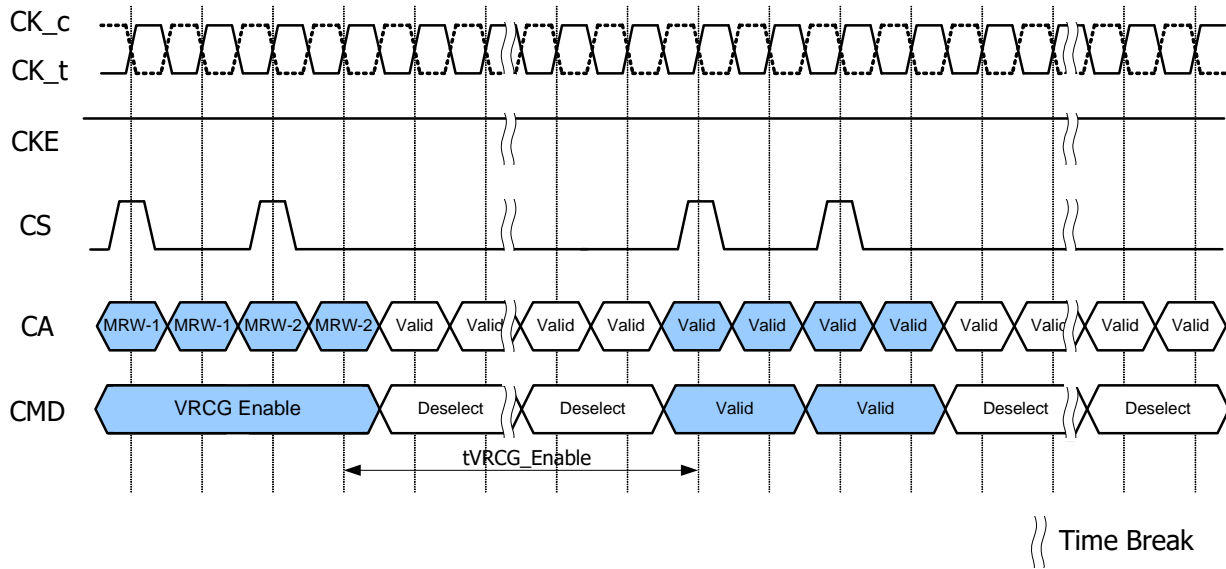 CK_c
CK_t
CKE
CS
CA MRW-1 MRW-1 MRW-2 MRW-2 Valid Valid Valid Valid Valid Valid Valid Valid Valid Valid Valid Valid
CMD VRCG Enable Deselect Deselect Valid Valid Deselect Deselect
tVRCG_Enable
Time Break